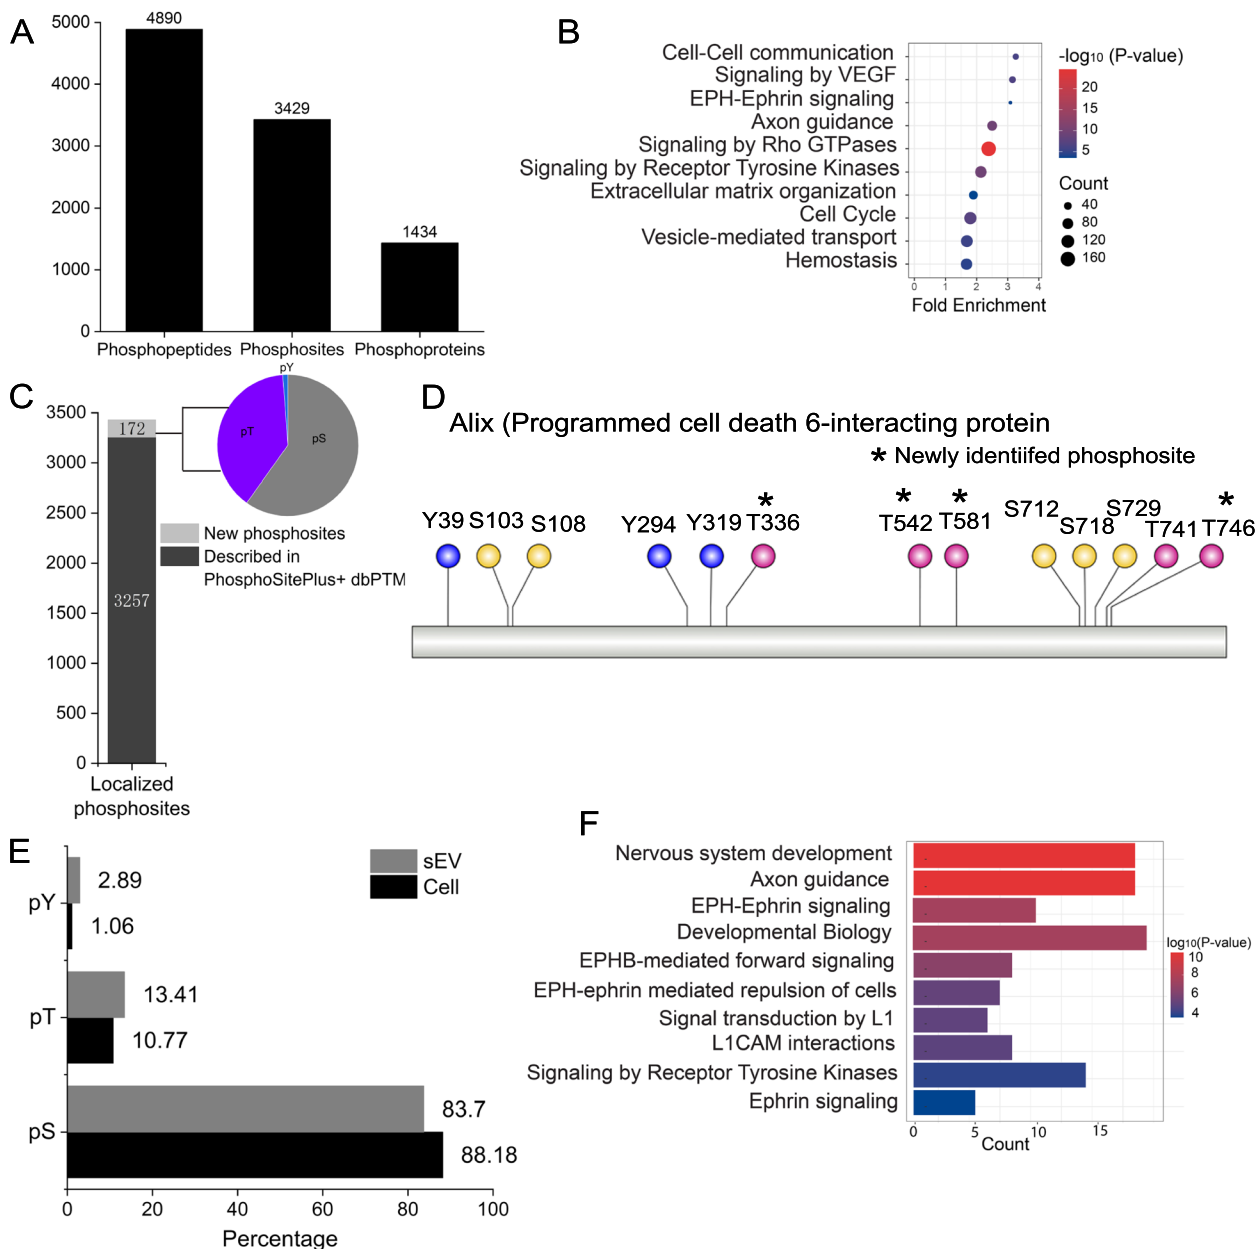 A
5000
4000
3000
2000
1000
0
4890
3429
1434
Phosphopeptides
Phosphosites
Phosphoproteins
B
Cell-Cell communication
Signaling by VEGF
EPH-Ephrin signaling
Axon guidance
Signaling by Rho GTPases
Signaling by Receptor Tyrosine Kinases
Extracellular matrix organization
Cell Cycle
Vesicle-mediated transport
Hemostasis
0 1 2 3 4
Fold Enrichment
-log₁₀ (P-value)
20
15
10
5
Count
40
80
120
160
C
3500
3000
2500
2000
1500
1000
500
0
172
3257
Localized
phosphosites
pY
pT
pS
New phosphosites
Described in
PhosphoSitePlus+ dbPTM
D
Alix (Programmed cell death 6-interacting protein
* Newly identiifed phosphosite
Y39 S103 S108 Y294 Y319 T336 T542 T581 S712 S718 S729 T741 T746
* * * *
E
sEV
Cell
pY
2.89
1.06
pT
13.41
10.77
pS
83.7
88.18
0 20 40 60 80 100
Percentage
F
Nervous system development
Axon guidance
EPH-Ephrin signaling
Developmental Biology
EPHB-mediated forward signaling
EPH-ephrin mediated repulsion of cells
Signal transduction by L1
L1CAM interactions
Signaling by Receptor Tyrosine Kinases
Ephrin signaling
0 5 10 15
Count
log₁₀(P-value)
10
8
6
4